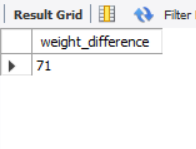 Result Grid Filter
weight_difference
71